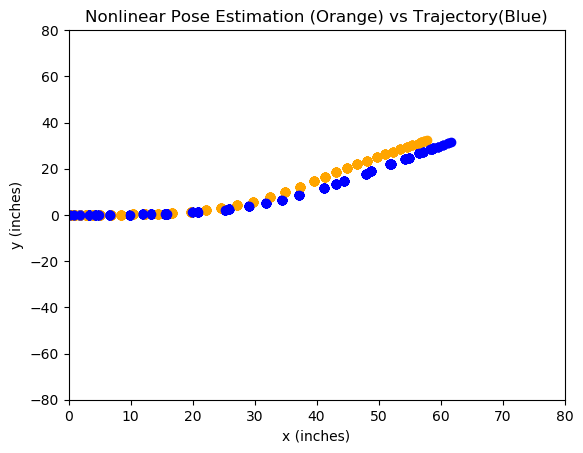 Nonlinear Pose Estimation (Orange) vs Trajectory(Blue)
80
60
40
20
0
−20
−40
−60
−80
y (inches)
0 10 20 30 40 50 60 70 80
x (inches)